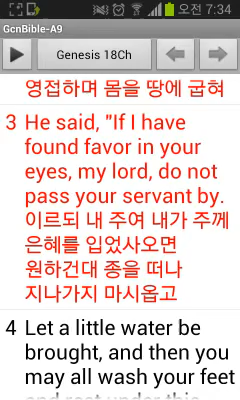 오전 7:34
GcnBible-A9
Genesis 18Ch
영접하며 몸을 땅에 굽혀
3 He said, "If I have
found favor in your
eyes, my lord, do not
pass your servant by.
이르되 내 주여 내가 주께
은혜를 입었사오면
원하건대 종을 떠나
지나가지 마시옵고
4 Let a little water be
brought, and then you
may all wash your feet
and rest under this